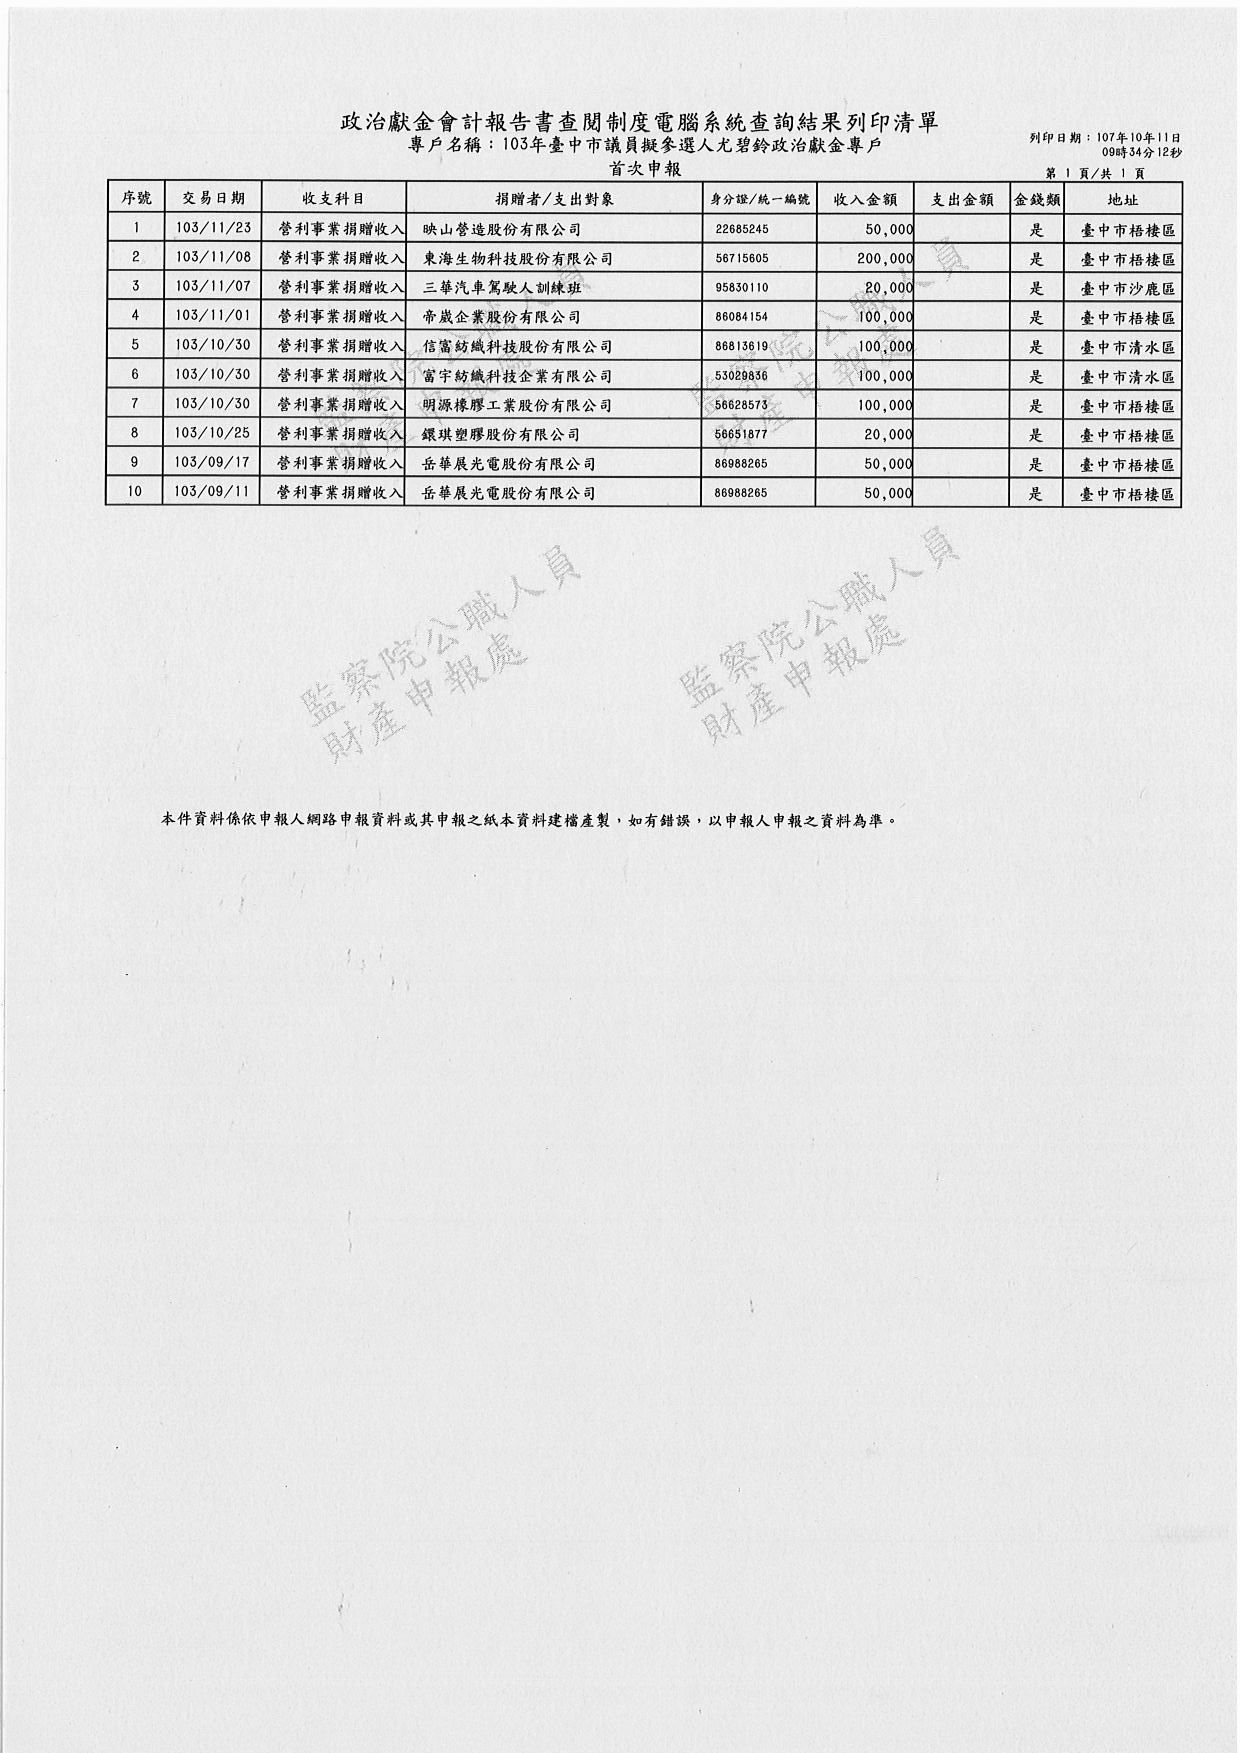 政治獻金會計報告書查閱制度電腦系統查詢結果列印清單
專戶名稱：103年臺中市議員擬參選人尤碧鈴政治獻金專戶
首次申報
列印日期：107年10月11日
09時34分12秒
第 1 頁/共 1 頁
序號 交易日期 收支科目 捐贈者/支出對象 身分證/統一編號 收入金額 支出金額 金錢類 地址
1 103/11/23 營利事業捐贈收入 映山營造股份有限公司 22685245 50,000 是 臺中市梧棲區
2 103/11/08 營利事業捐贈收入 東海生物科技股份有限公司 56715605 200,000 是 臺中市梧棲區
3 103/11/07 營利事業捐贈收入 三華汽車駕駛人訓練班 95830110 20,000 是 臺中市沙鹿區
4 103/11/01 營利事業捐贈收入 帝崴企業股份有限公司 86084154 100,000 是 臺中市梧棲區
5 103/10/30 營利事業捐贈收入 信富紡織科技股份有限公司 86813619 100,000 是 臺中市清水區
6 103/10/30 營利事業捐贈收入 富宇紡織科技企業有限公司 53029836 100,000 是 臺中市清水區
7 103/10/30 營利事業捐贈收入 明源橡膠工業股份有限公司 56628573 100,000 是 臺中市梧棲區
8 103/10/25 營利事業捐贈收入 鐶琪塑膠股份有限公司 56651877 20,000 是 臺中市梧棲區
9 103/09/17 營利事業捐贈收入 岳華展光電股份有限公司 86988265 50,000 是 臺中市梧棲區
10 103/09/11 營利事業捐贈收入 岳華展光電股份有限公司 86988265 50,000 是 臺中市梧棲區
監察院公職人員
財產申報處
監察院公職人員
財產申報處
監察院公職人員
財產申報處
監察院公職人員
財產申報處
本件資料係依申報人網路申報資料或其申報之紙本資料建檔產製，如有錯誤，以申報人申報之資料為準。